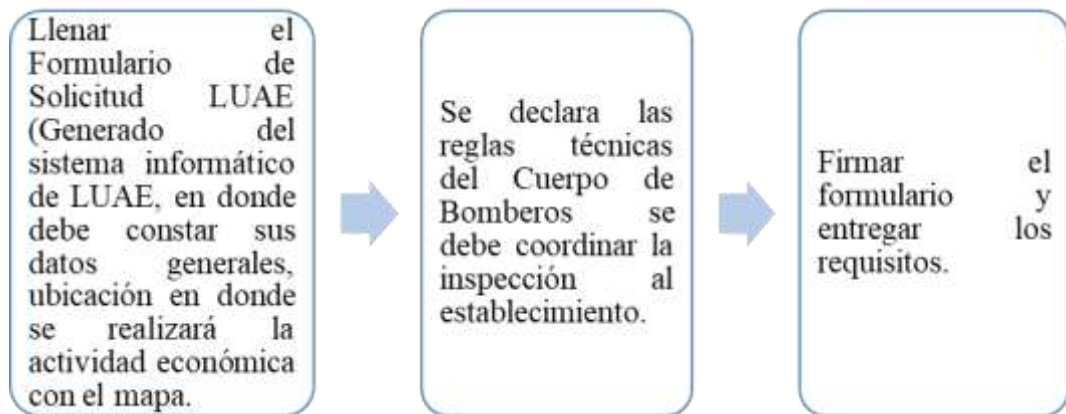 Llenar el
Formulario de
Solicitud LUAE
(Generado del
sistema informático
de LUAE, en donde
debe constar sus
datos generales,
ubicación en donde
se realizará la
actividad económica
con el mapa.
Se declara las
reglas técnicas
del Cuerpo de
Bomberos se
debe coordinar la
inspección al
establecimiento.
Firmar el
formulario y
entregar los
requisitos.